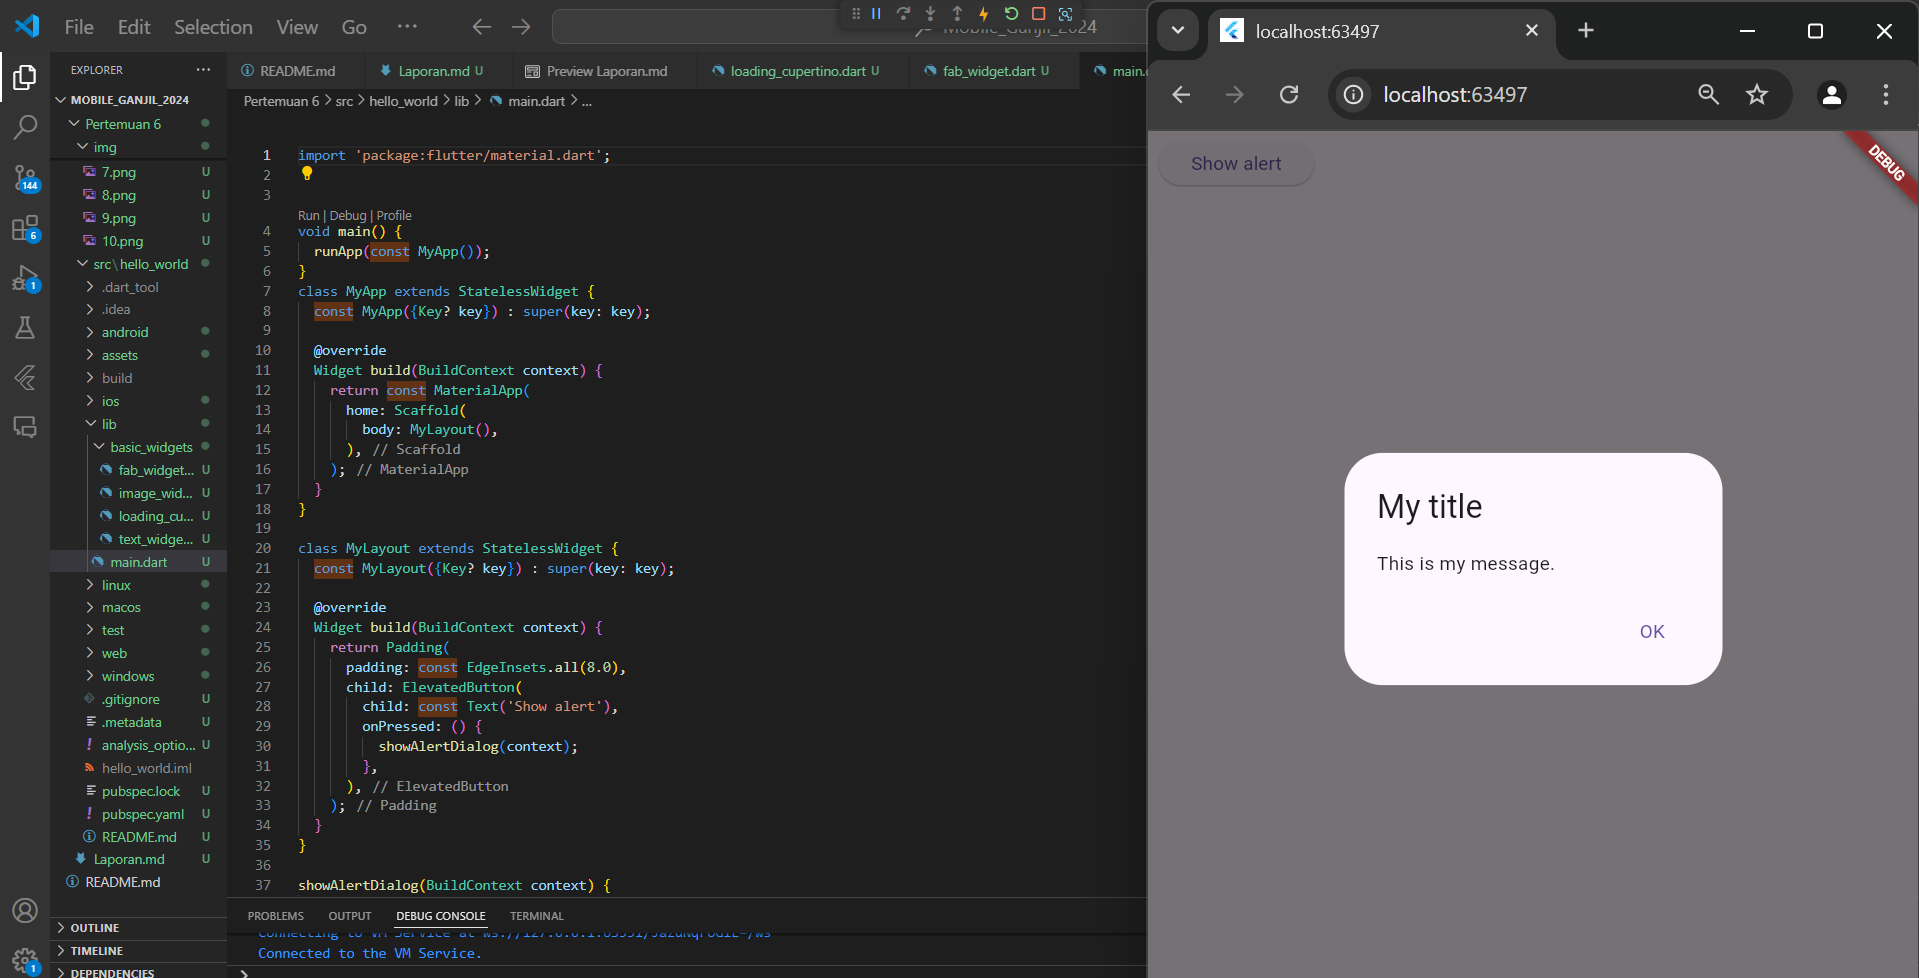 File Edit Selection View Go ···
Mobile_Ganjil_2024
EXPLORER ···
MOBILE_GANJIL_2024
Pertemuan 6
img
7.png U
8.png U
9.png U
10.png U
src\hello_world
.dart_tool
.idea
android
assets
build
ios
lib
basic_widgets
fab_widget... U
image_wid... U
loading_cu... U
text_widge... U
main.dart U
linux
macos
test
web
windows
.gitignore U
.metadata U
analysis_optio... U
hello_world.iml
pubspec.lock U
pubspec.yaml U
README.md U
Laporan.md U
README.md
OUTLINE
TIMELINE
DEPENDENCIES
144
6
1
1
README.md Laporan.md U Preview Laporan.md loading_cupertino.dart U fab_widget.dart U main.
Pertemuan 6 > src > hello_world > lib > main.dart > ...
1 import 'package:flutter/material.dart';
2
3
Run | Debug | Profile
4 void main() {
5 runApp(const MyApp());
6 }
7 class MyApp extends StatelessWidget {
8 const MyApp({Key? key}) : super(key: key);
9
10 @override
11 Widget build(BuildContext context) {
12 return const MaterialApp(
13 home: Scaffold(
14 body: MyLayout(),
15 ), // Scaffold
16 ); // MaterialApp
17 }
18 }
19
20 class MyLayout extends StatelessWidget {
21 const MyLayout({Key? key}) : super(key: key);
22
23 @override
24 Widget build(BuildContext context) {
25 return Padding(
26 padding: const EdgeInsets.all(8.0),
27 child: ElevatedButton(
28 child: const Text('Show alert'),
29 onPressed: () {
30 showAlertDialog(context);
31 },
32 ), // ElevatedButton
33 ); // Padding
34 }
35 }
36
37 showAlertDialog(BuildContext context) {
PROBLEMS OUTPUT DEBUG CONSOLE TERMINAL
Connecting to VM Service at
Connected to the VM Service.
localhost:63497
localhost:63497
Show alert
DEBUG
My title
This is my message.
OK